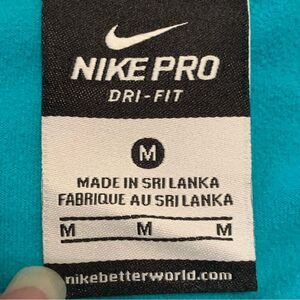 NIKE PRO
DRI-FIT
M
MADE IN SRI LANKA
FABRIQUE AU SRI LANKA
M M M
nikebetterworld.com